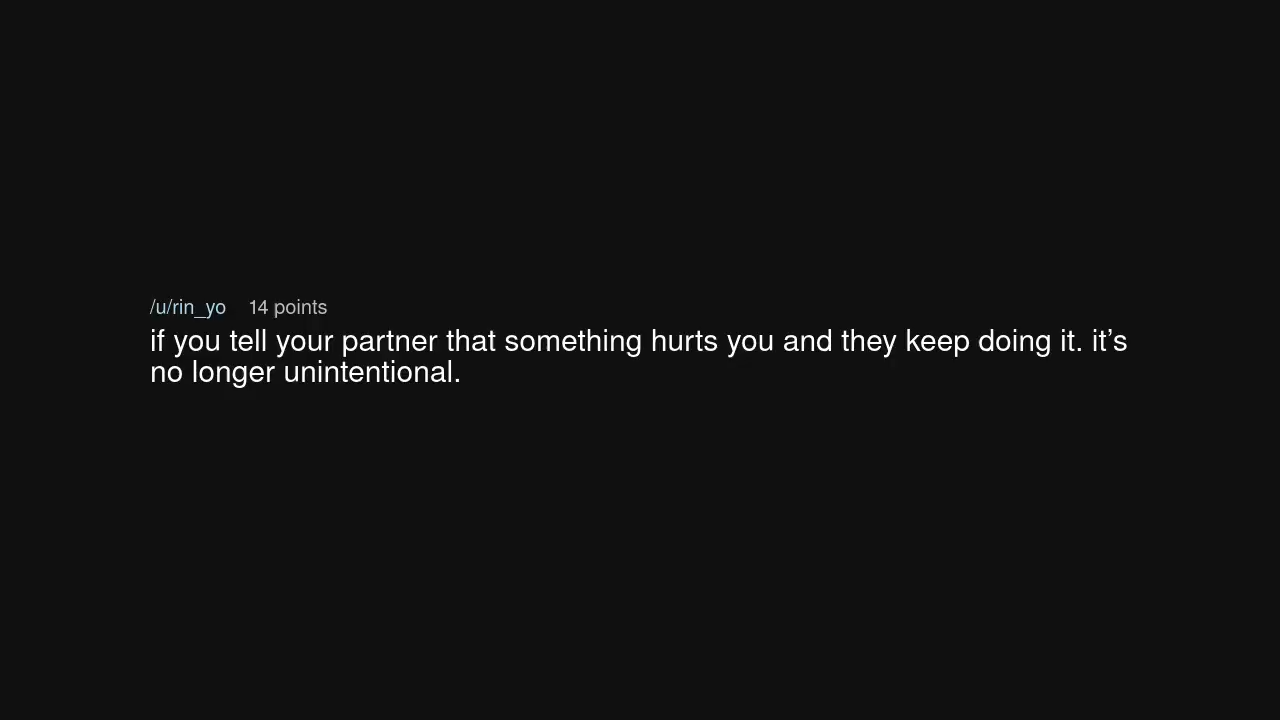 /u/rin_yo 14 points
if you tell your partner that something hurts you and they keep doing it. it’s
no longer unintentional.